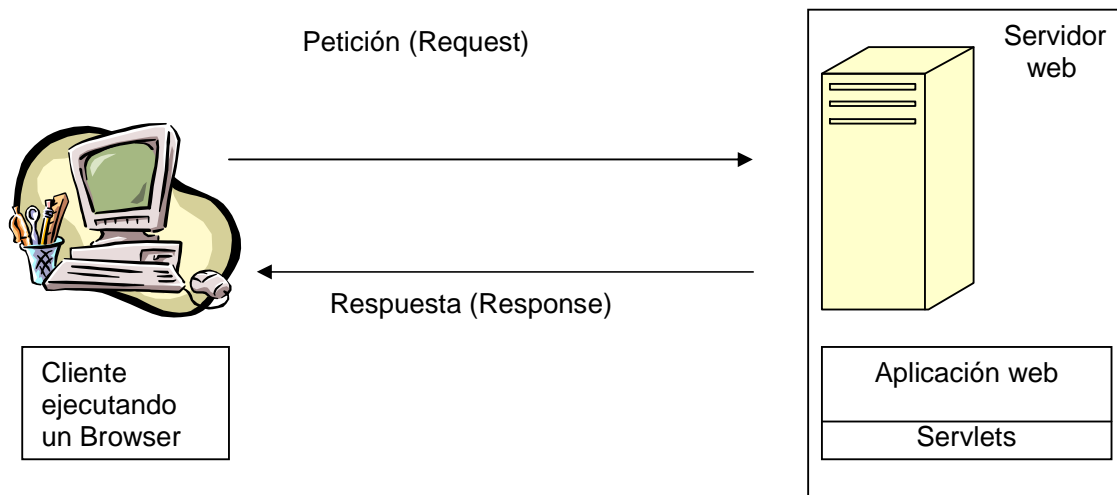 Petición (Request)
Servidor
web
Respuesta (Response)
Cliente
ejecutando
un Browser
Aplicación web
Servlets